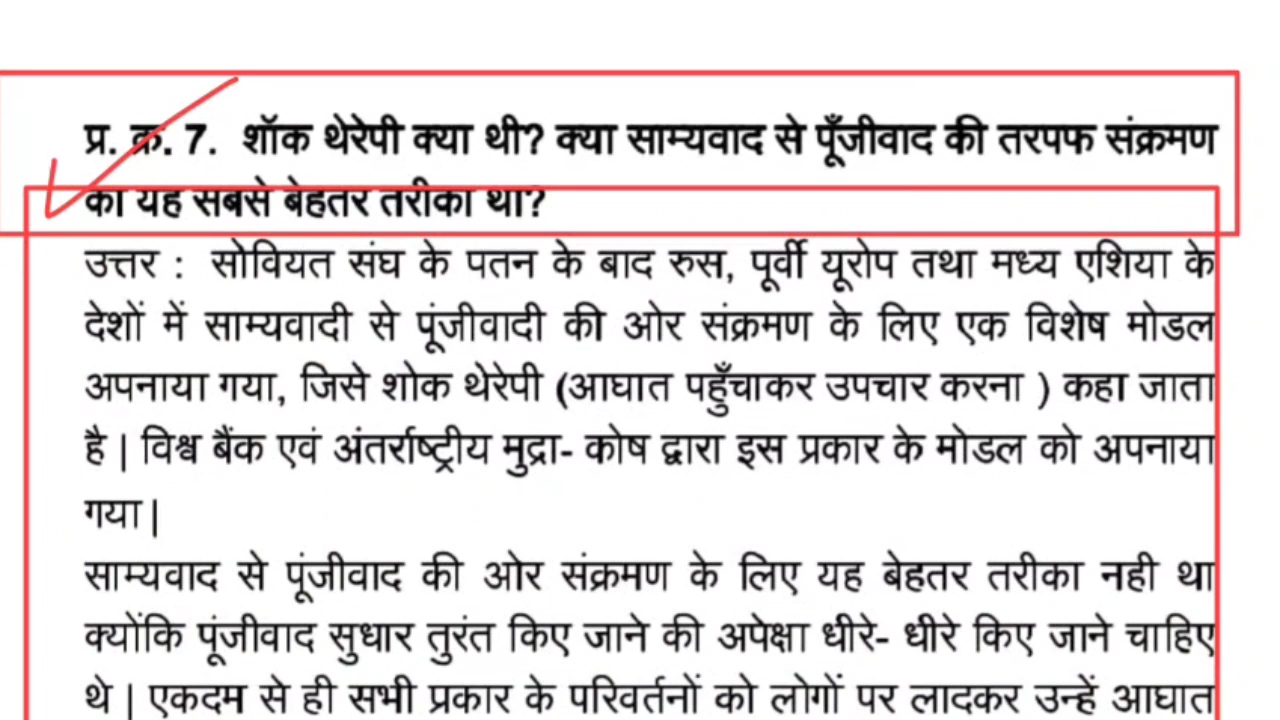 प्र. क्र. 7. शॉक थेरेपी क्या थी? क्या साम्यवाद से पूँजीवाद की तरपफ संक्रमण
का यह सबसे बेहतर तरीका था?
उत्तर : सोवियत संघ के पतन के बाद रुस, पूर्वी यूरोप तथा मध्य एशिया के
देशों में साम्यवादी से पूंजीवादी की ओर संक्रमण के लिए एक विशेष मोडल
अपनाया गया, जिसे शोक थेरेपी (आघात पहुँचाकर उपचार करना ) कहा जाता
है | विश्व बैंक एवं अंतर्राष्ट्रीय मुद्रा- कोष द्वारा इस प्रकार के मोडल को अपनाया
गया |
साम्यवाद से पूंजीवाद की ओर संक्रमण के लिए यह बेहतर तरीका नही था
क्योंकि पूंजीवाद सुधार तुरंत किए जाने की अपेक्षा धीरे- धीरे किए जाने चाहिए
थे | एकदम से ही सभी प्रकार के परिवर्तनों को लोगों पर लादकर उन्हें आघात